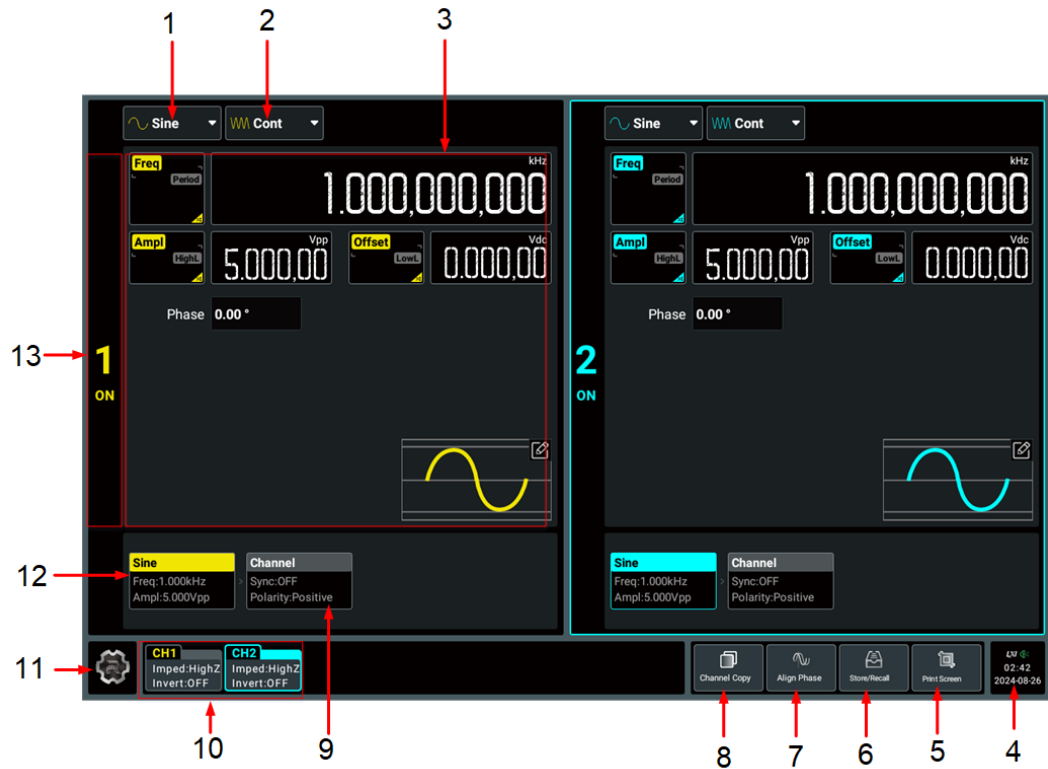 1 2 3
Sine Cont
Freq Period
kHz
1.000,000,000
Ampl HighL
Vpp
5.000,00
Offset LowL
Vdc
0.000,00
Phase 0.00 °
13
1
ON
Sine
Freq:1.000kHz
Ampl:5.000Vpp
Channel
Sync:OFF
Polarity:Positive
12
Sine Cont
Freq Period
kHz
1.000,000,000
Ampl HighL
Vpp
5.000,00
Offset LowL
Vdc
0.000,00
Phase 0.00 °
2
ON
Sine
Freq:1.000kHz
Ampl:5.000Vpp
Channel
Sync:OFF
Polarity:Positive
11
CH1
Imped:HighZ
Invert:OFF
CH2
Imped:HighZ
Invert:OFF
Channel Copy
Align Phase
Store/Recall
Print Screen
02:42
2024-08-26
10 9 8 7 6 5 4